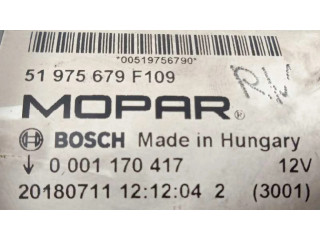 *00519756790*
51 975 679 F109
MOPAR
BOSCH Made in Hungary
↓ 0 001 170 417 12V
20180711 12:12:04 2 (3001)